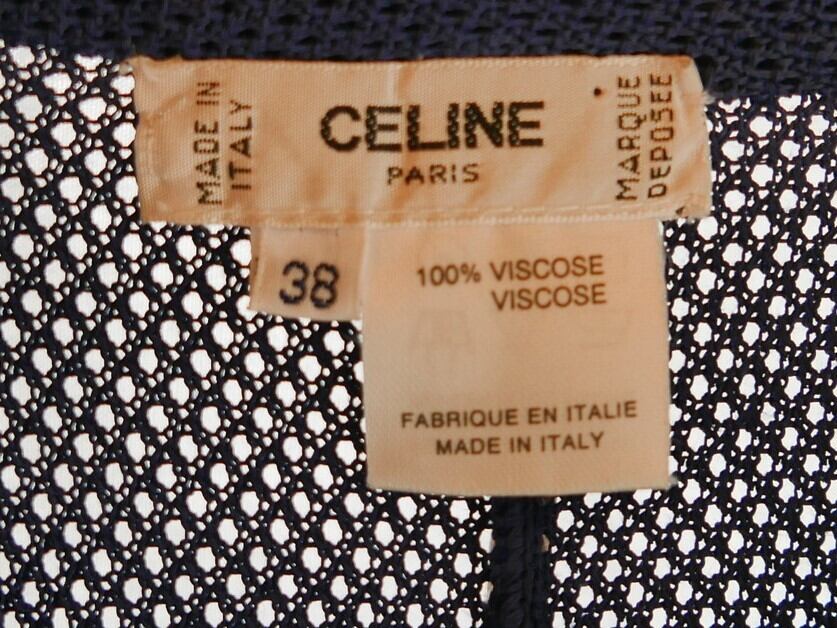 MADE IN
ITALY
CELINE
PARIS
MARQUE
DEPOSEE
38
100% VISCOSE
VISCOSE
FABRIQUE EN ITALIE
MADE IN ITALY